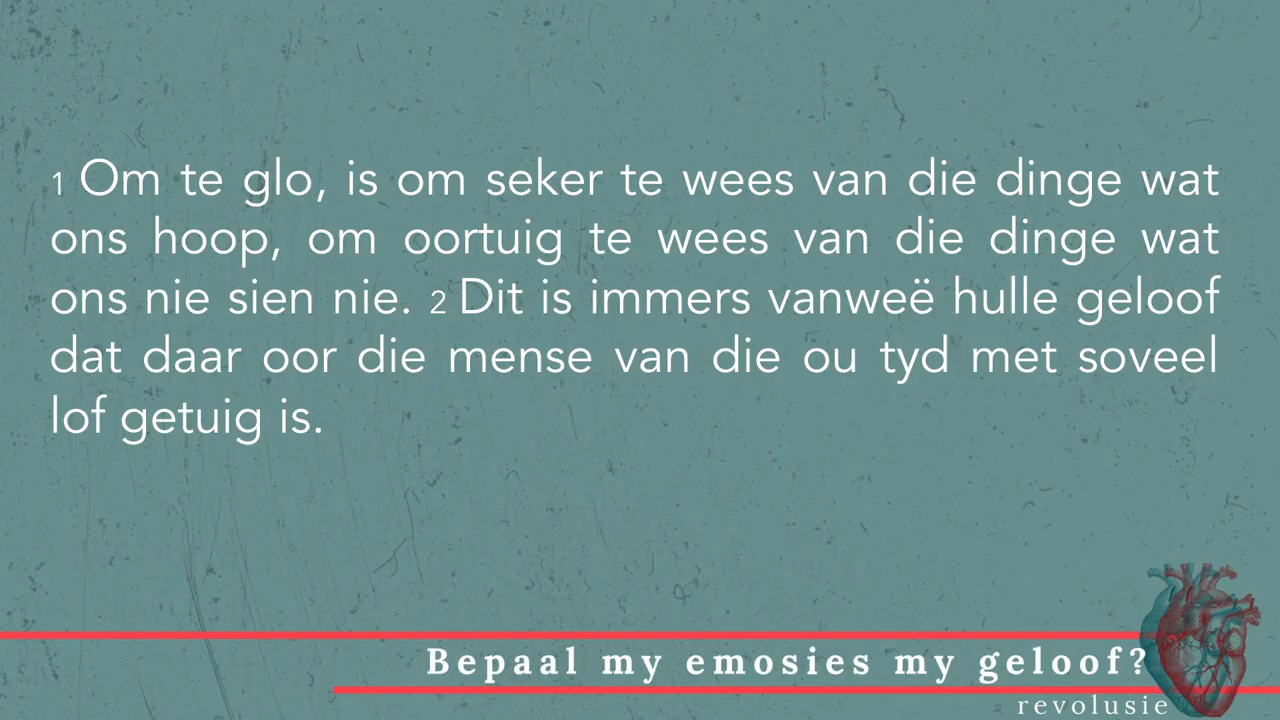 1 Om te glo, is om seker te wees van die dinge wat
ons hoop, om oortuig te wees van die dinge wat
ons nie sien nie. 2 Dit is immers vanweë hulle geloof
dat daar oor die mense van die ou tyd met soveel
lof getuig is.
Bepaal my emosies my geloof?
revolusie